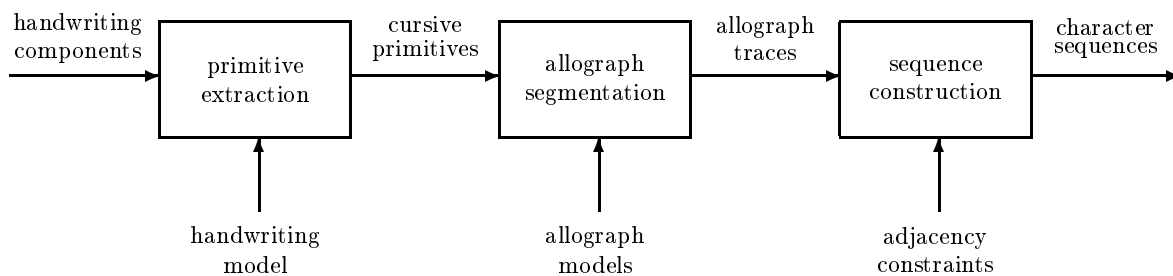 handwriting
components
primitive
extraction
cursive
primitives
allograph
segmentation
allograph
traces
sequence
construction
character
sequences
handwriting
model
allograph
models
adjacency
constraints